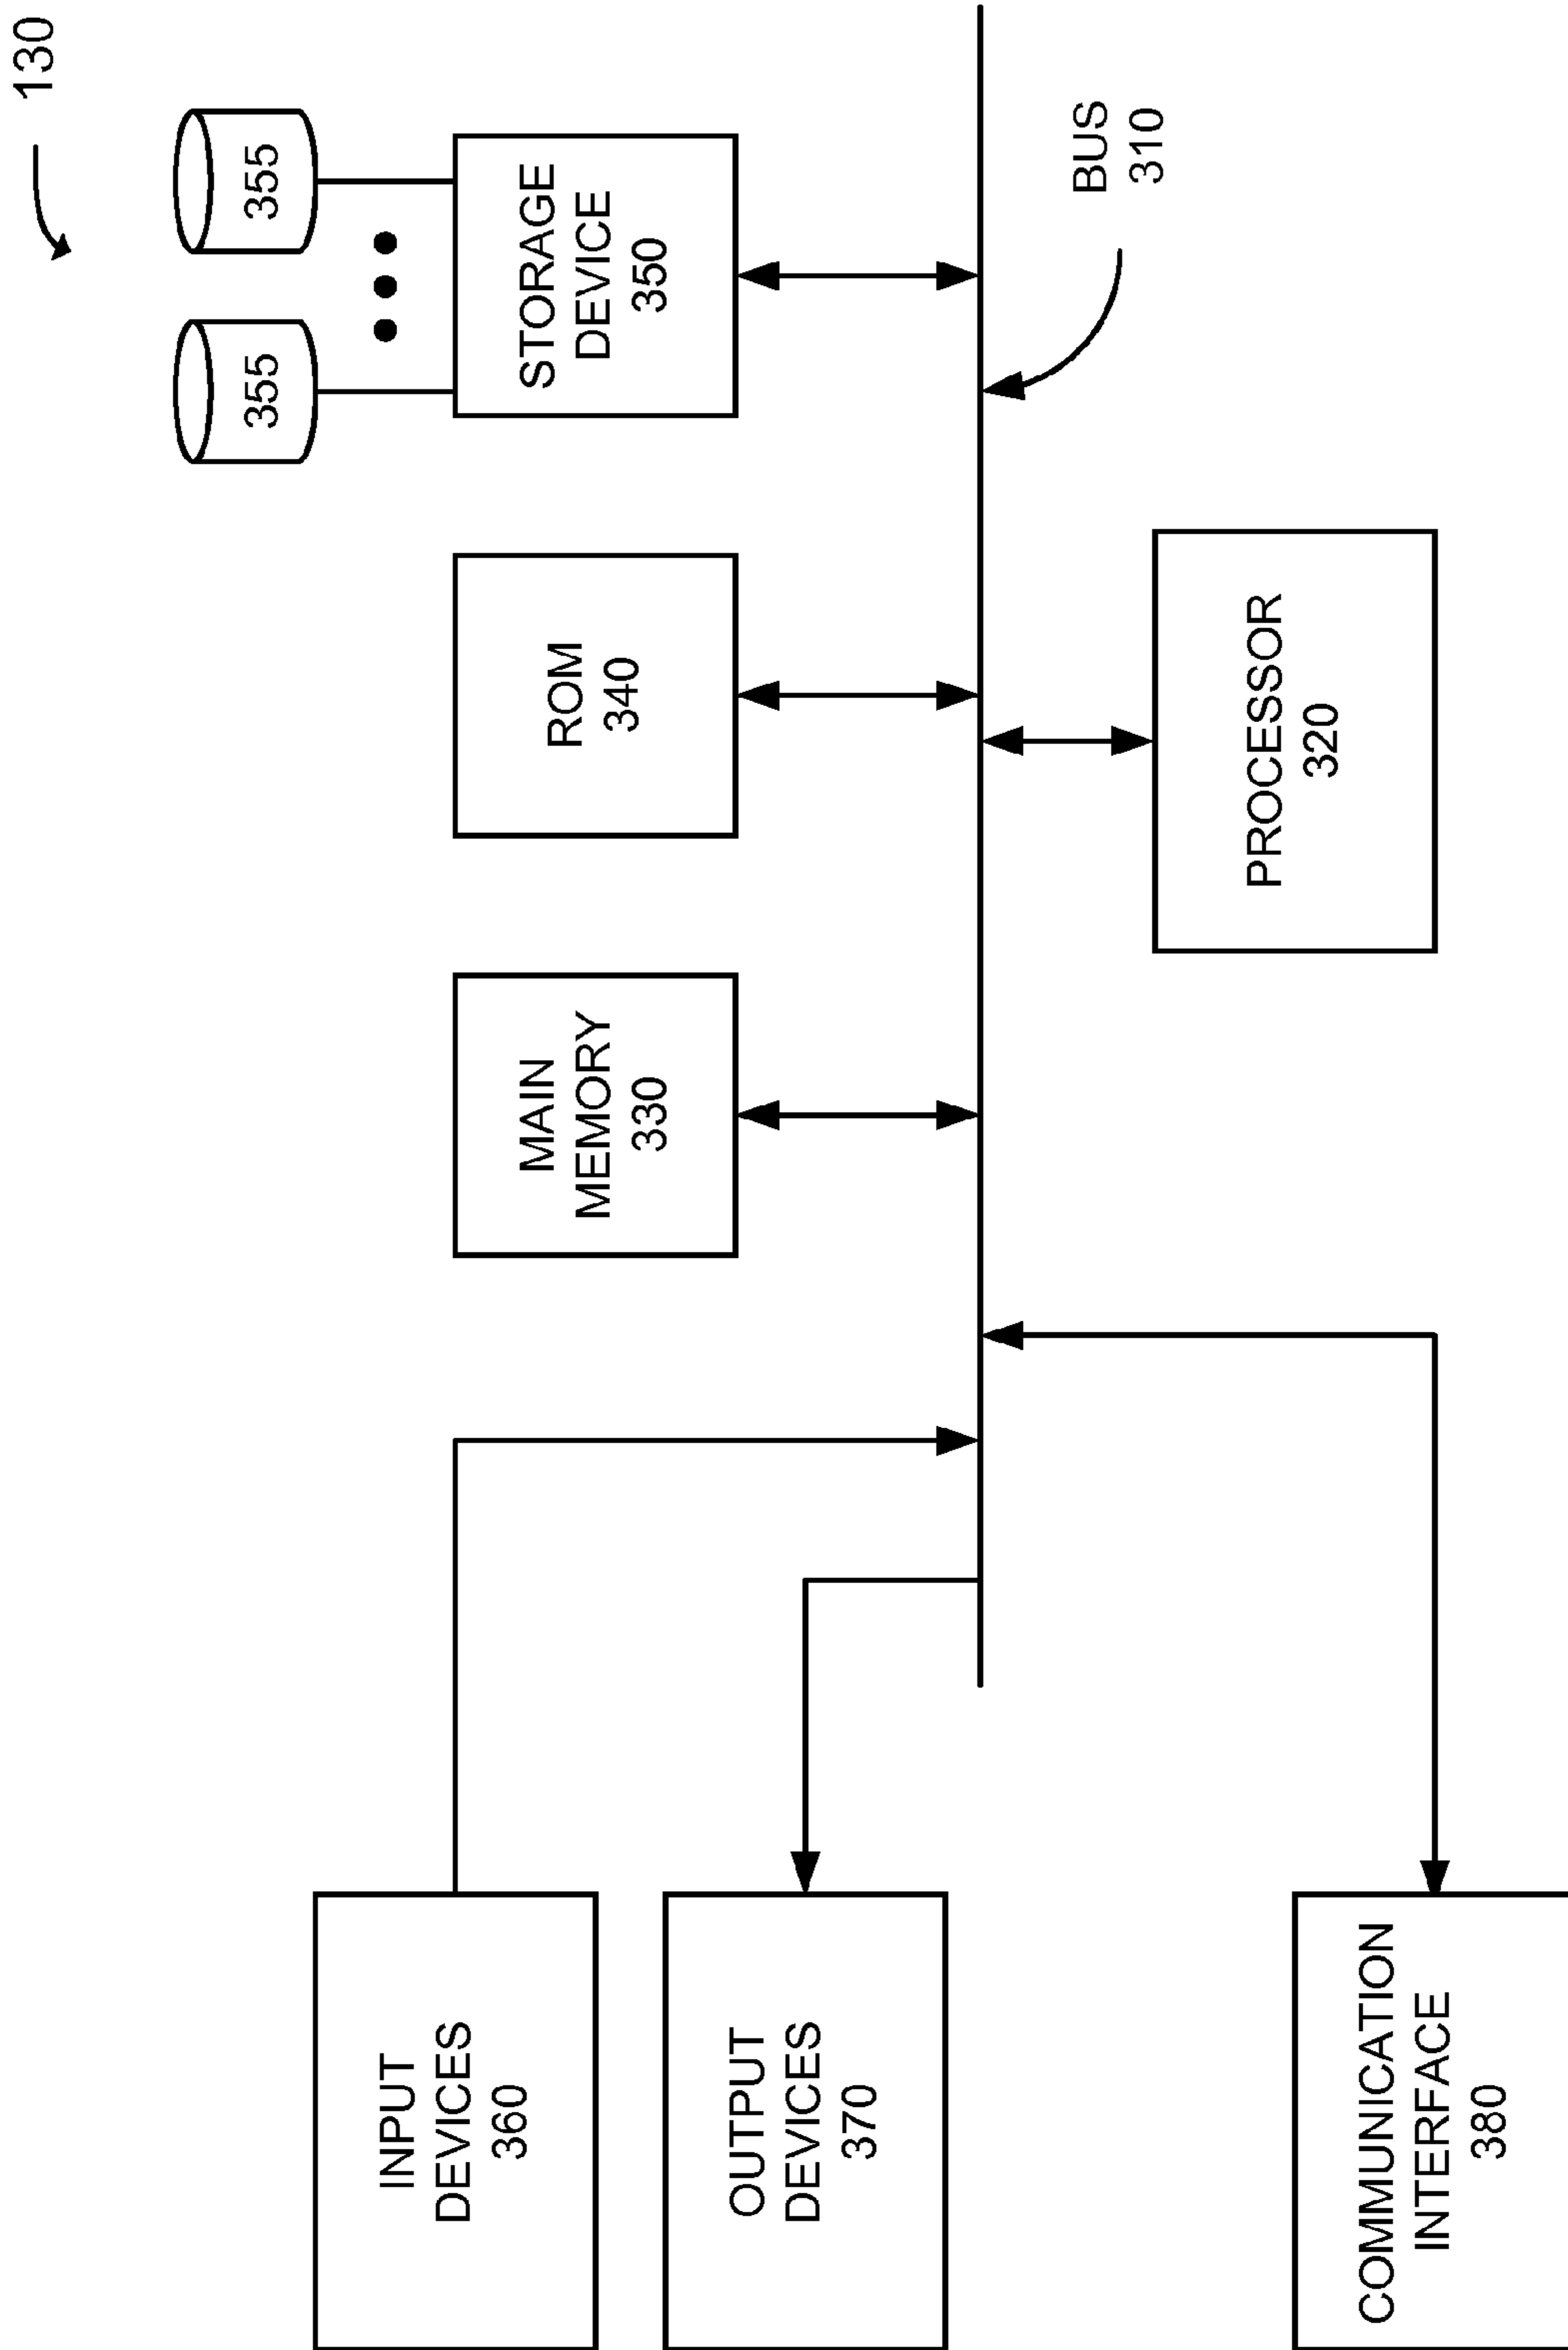 130
355
355
STORAGE
DEVICE
350
ROM
340
MAIN
MEMORY
330
BUS
310
PROCESSOR
320
INPUT
DEVICES
360
OUTPUT
DEVICES
370
COMMUNICATION
INTERFACE
380